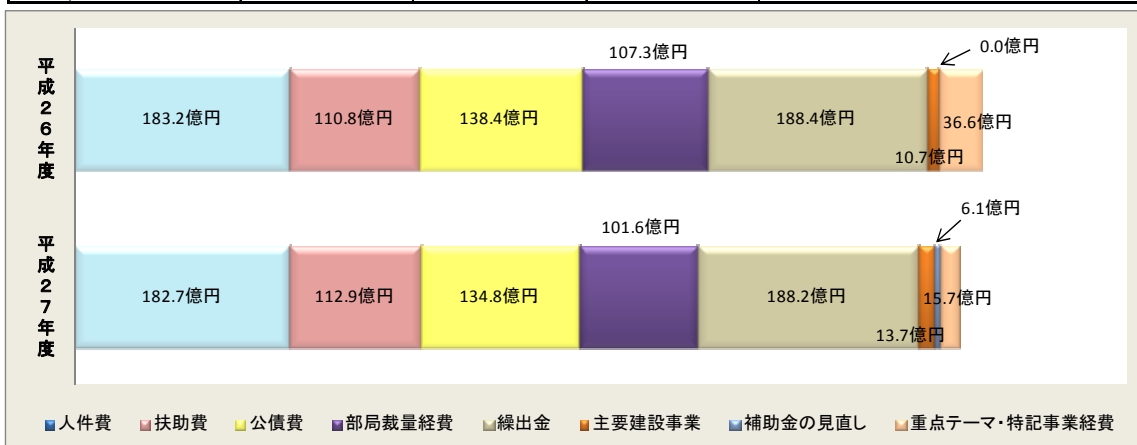 平成26年度
107.3億円
0.0億円
183.2億円
110.8億円
138.4億円
188.4億円
10.7億円
36.6億円
平成27年度
101.6億円
6.1億円
182.7億円
112.9億円
134.8億円
188.2億円
13.7億円
15.7億円
人件費 扶助費 公債費 部局裁量経費 繰出金 主要建設事業 補助金の見直し 重点テーマ・特記事業経費